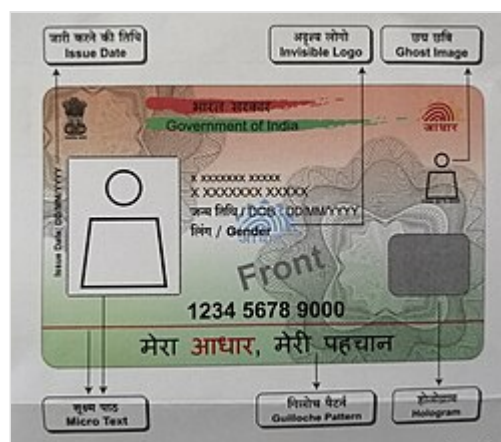 जारी करने की तिथि
Issue Date
अदृश्य लोगो
Invisible Logo
छद्म छवि
Ghost Image
भारत सरकार
Government of India
आधार
Issue Date: DD/MM/YYYY
X XXXXXXX XXXXX
X XXXXXXXX XXXXX
जन्म तिथि / DOB : DD/MM/YYYY
लिंग / Gender
आधार
Front
1234 5678 9000
मेरा आधार, मेरी पहचान
सूक्ष्म पाठ
Micro Text
गिलोच पैटर्न
Guilloche Pattern
होलोग्राम
Hologram